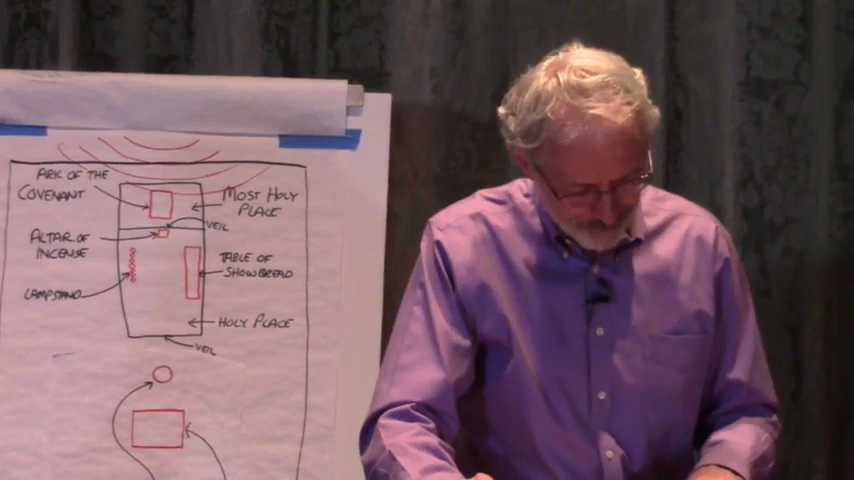 ARK OF THE
COVENANT
MOST HOLY
PLACE
VEIL
ALTAR OF
INCENSE
TABLE OF
SHOWBREAD
LAMPSTAND
HOLY PLACE
VEIL